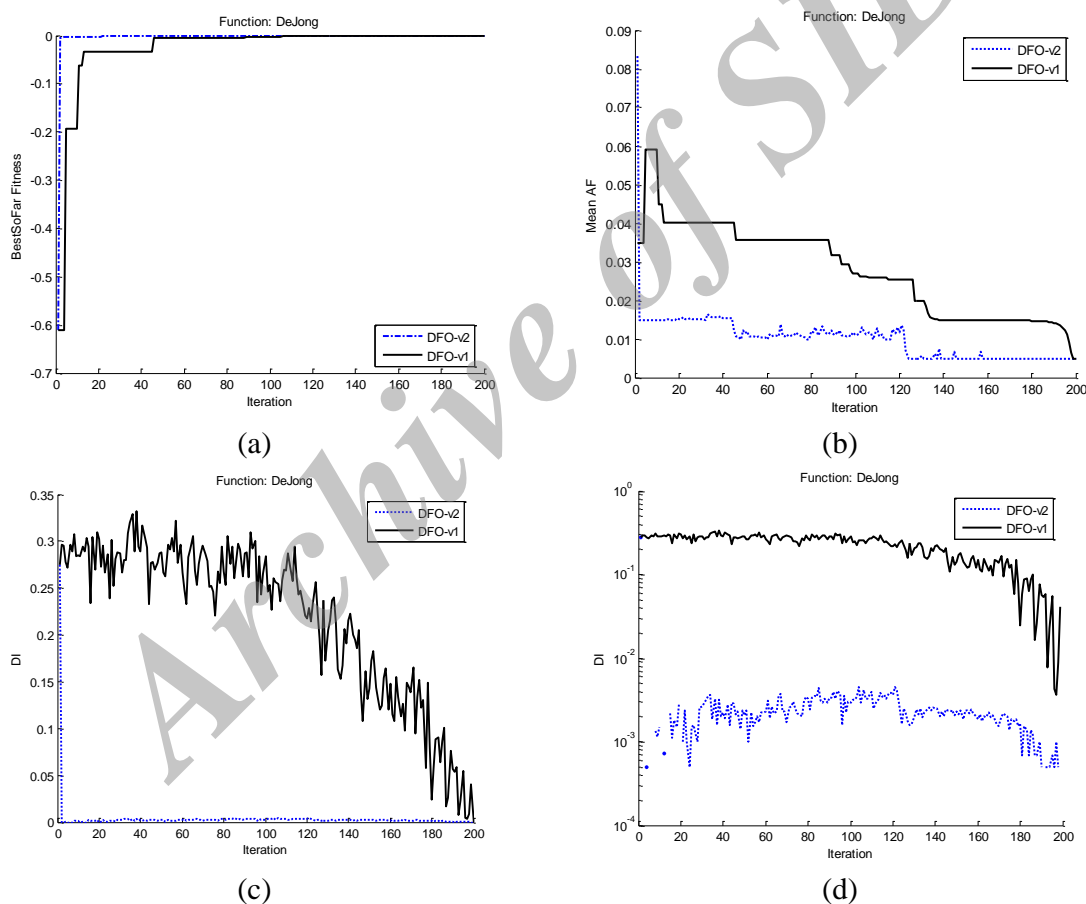 Function: DeJong
0
-0.1
-0.2
-0.3
-0.4
-0.5
-0.6
-0.7
BestSoFar Fitness
DFO-v2
DFO-v1
0 20 40 60 80 100 120 140 160 180 200
Iteration
(a)
Function: DeJong
0.09
0.08
0.07
0.06
0.05
0.04
0.03
0.02
0.01
0
Mean AF
DFO-v2
DFO-v1
0 20 40 60 80 100 120 140 160 180 200
Iteration
(b)
Function: DeJong
0.35
0.3
0.25
0.2
0.15
0.1
0.05
0
DI
DFO-v2
DFO-v1
0 20 40 60 80 100 120 140 160 180 200
Iteration
(c)
Function: DeJong
10^0
10^-1
10^-2
10^-3
10^-4
DI
DFO-v2
DFO-v1
0 20 40 60 80 100 120 140 160 180 200
Iteration
(d)
Archive of